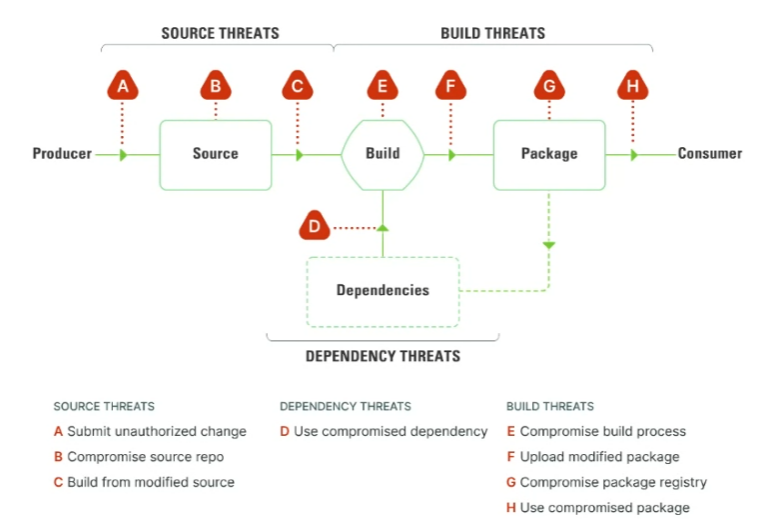 SOURCE THREATS
BUILD THREATS
A
B
C
E
F
G
H
Producer
Source
Build
Package
Consumer
D
Dependencies
DEPENDENCY THREATS
SOURCE THREATS
A Submit unauthorized change
B Compromise source repo
C Build from modified source
DEPENDENCY THREATS
D Use compromised dependency
BUILD THREATS
E Compromise build process
F Upload modified package
G Compromise package registry
H Use compromised package